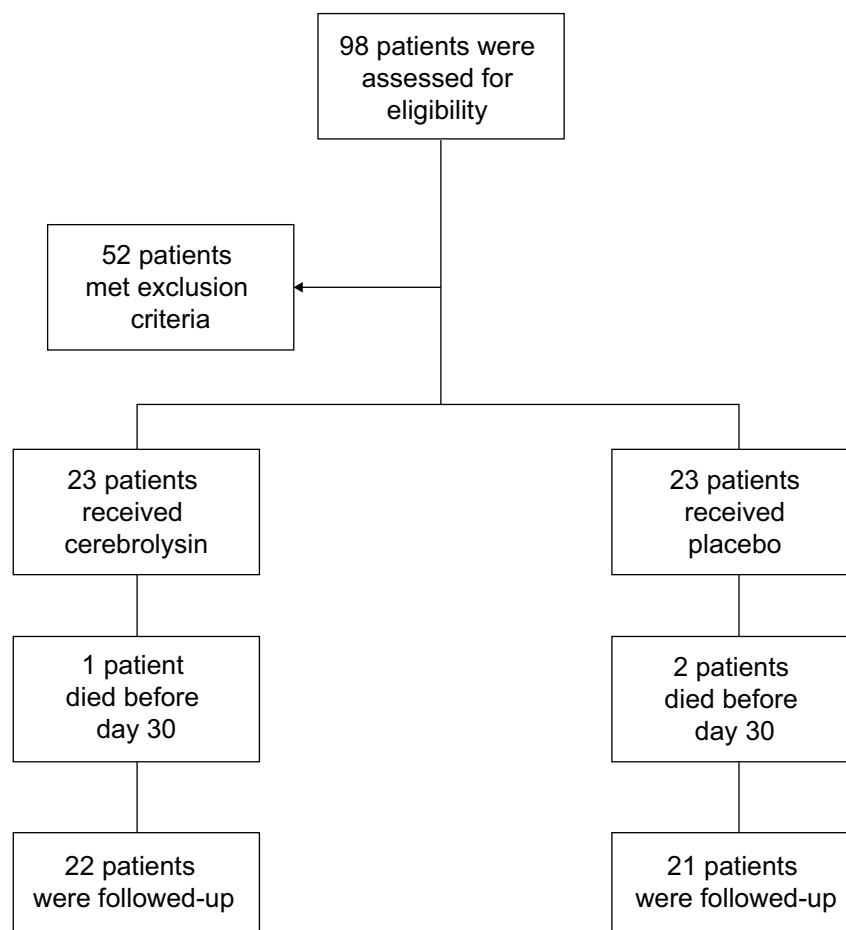 98 patients were
assessed for
eligibility
52 patients
met exclusion
criteria
23 patients
received
cerebrolysin
23 patients
received
placebo
1 patient
died before
day 30
2 patients
died before
day 30
22 patients
were followed-up
21 patients
were followed-up